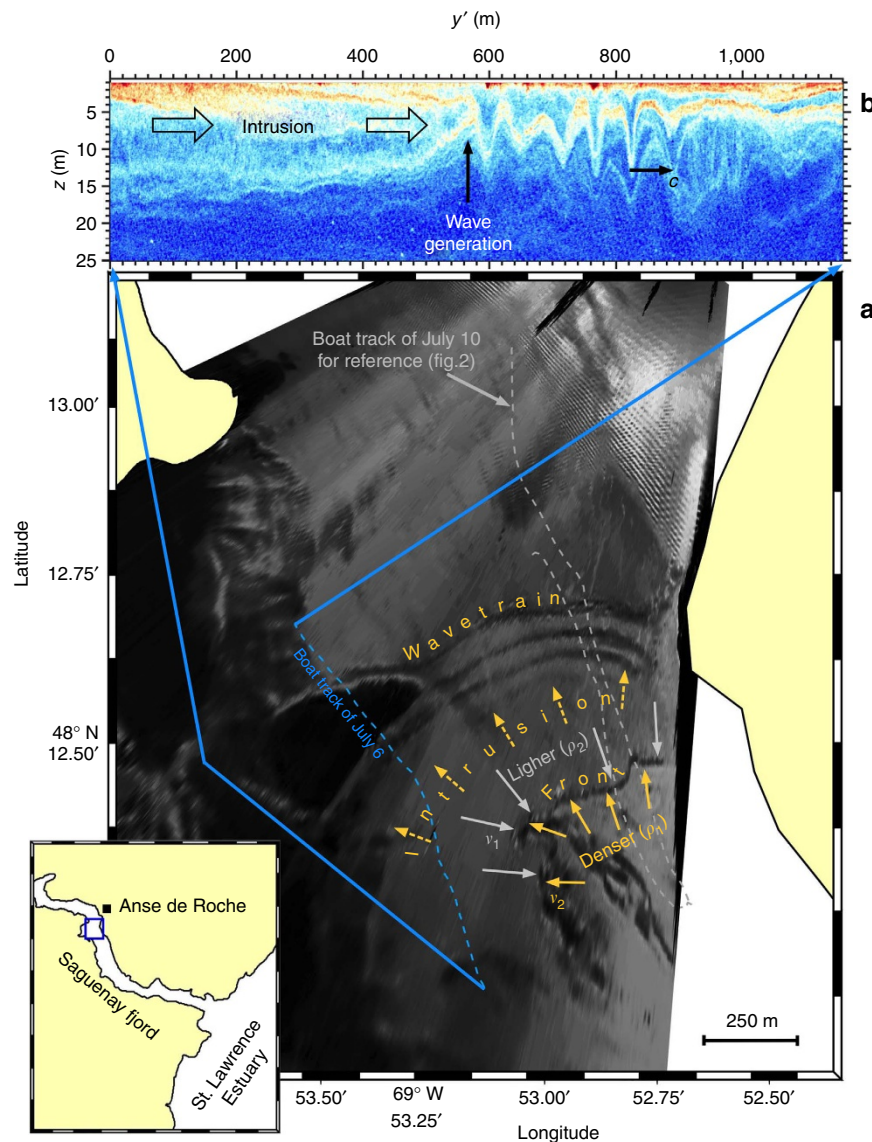 y′ (m)
0 200 400 600 800 1,000
b
5
10
15
20
25
z (m)
Intrusion
c
Wave
generation
a
Boat track of July 10
for reference (fig.2)
13.00′
12.75′
48° N
12.50′
Latitude
Wavetrain
Boat track of July 6
Intrusion
Ligher (ρ2)
Front
Denser (ρ1)
v1
v2
250 m
Anse de Roche
Saguenay fjord
St. Lawrence
Estuary
53.50′ 69° W 53.00′ 52.75′ 52.50′
53.25′
Longitude